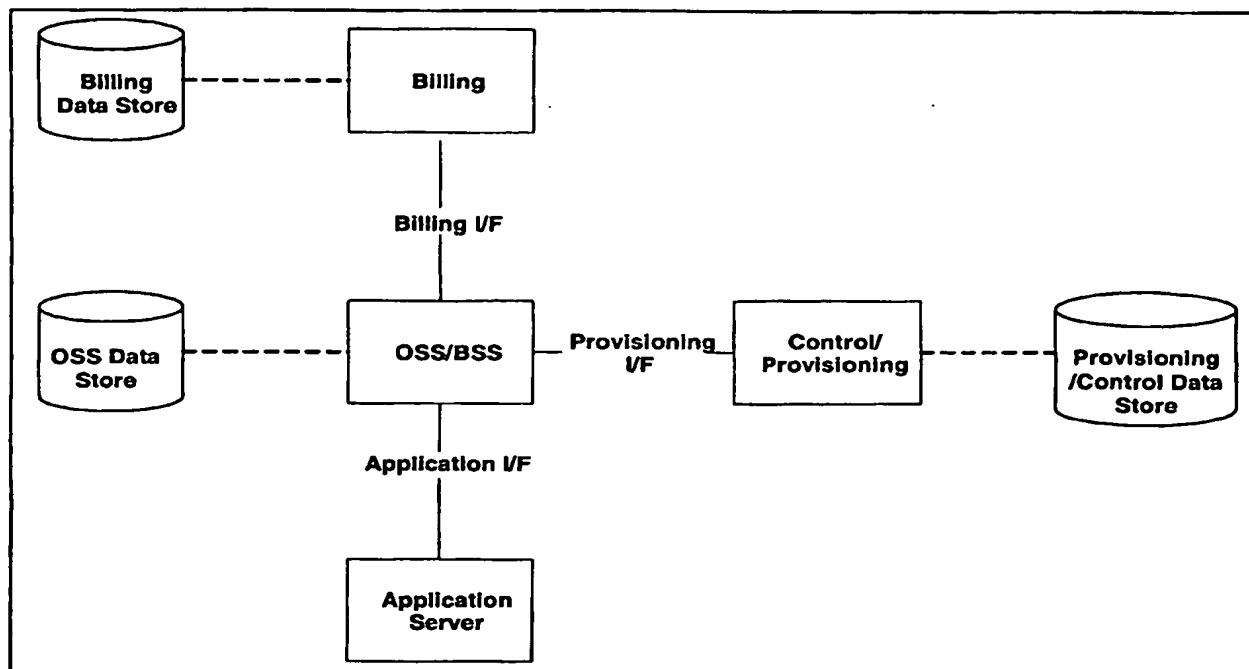 Billing
Data Store
Billing
Billing I/F
OSS Data
Store
OSS/BSS
Provisioning
I/F
Control/
Provisioning
Provisioning
/Control Data
Store
Application I/F
Application
Server